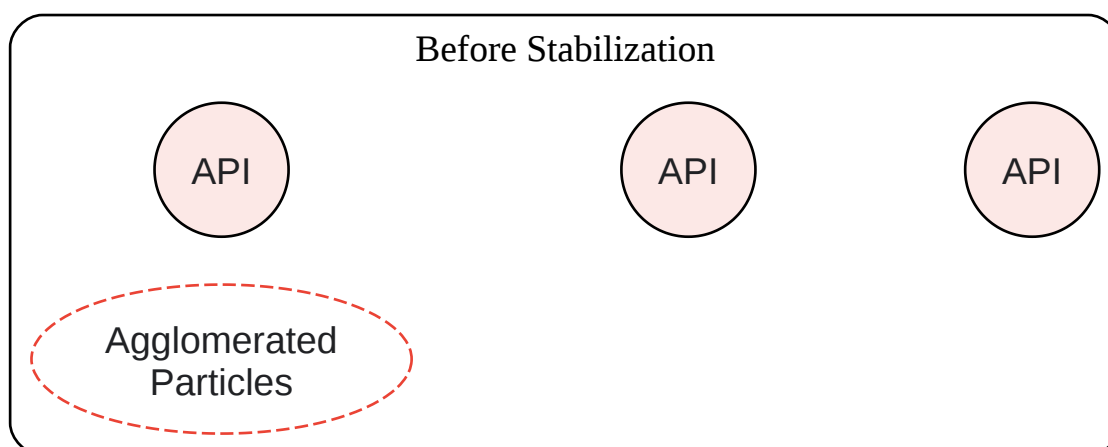 Before Stabilization
API
API
API
Agglomerated
Particles